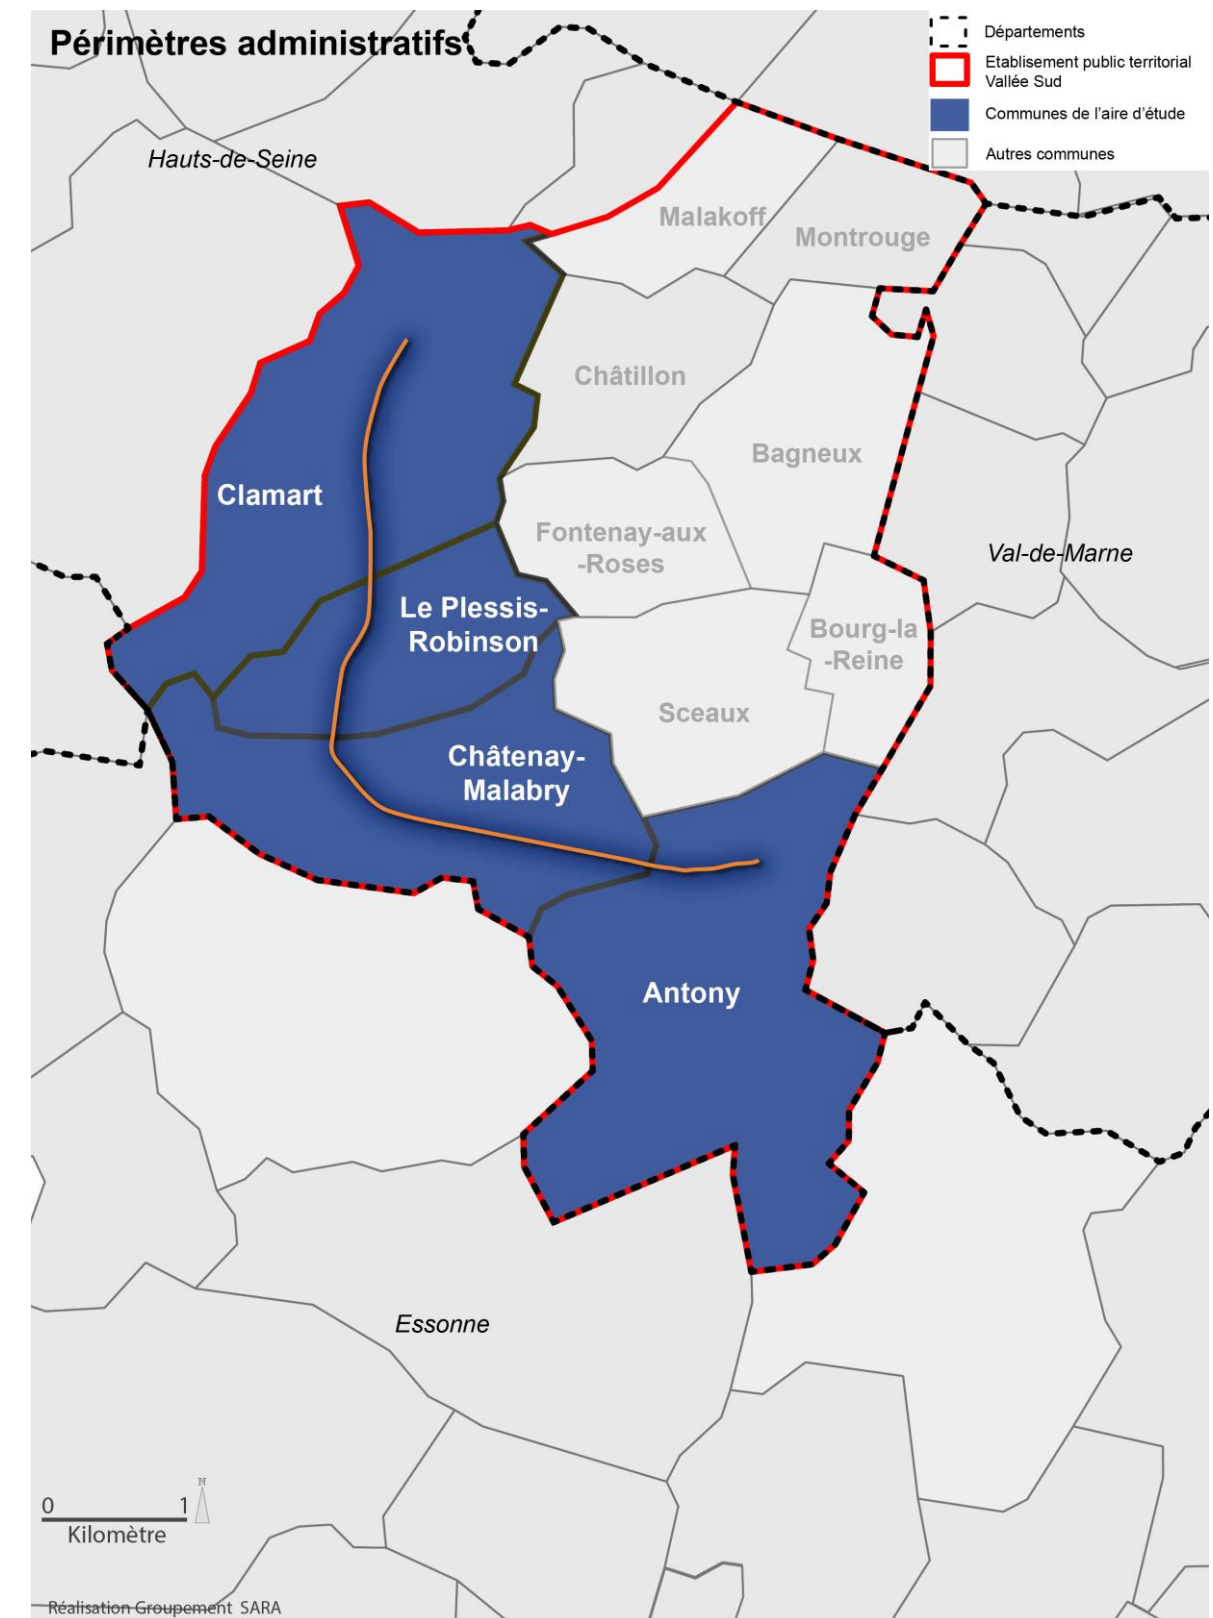 Périmètres administratifs
Départements
Etablisement public territorial
Vallée Sud
Communes de l'aire d'étude
Autres communes
Hauts-de-Seine
Malakoff
Montrouge
Châtillon
Bagneux
Clamart
Fontenay-aux
-Roses
Val-de-Marne
Le Plessis-
Robinson
Bourg-la
-Reine
Sceaux
Châtenay-
Malabry
Antony
Essonne
N
0 1
Kilomètre
Réalisation Groupement SARA